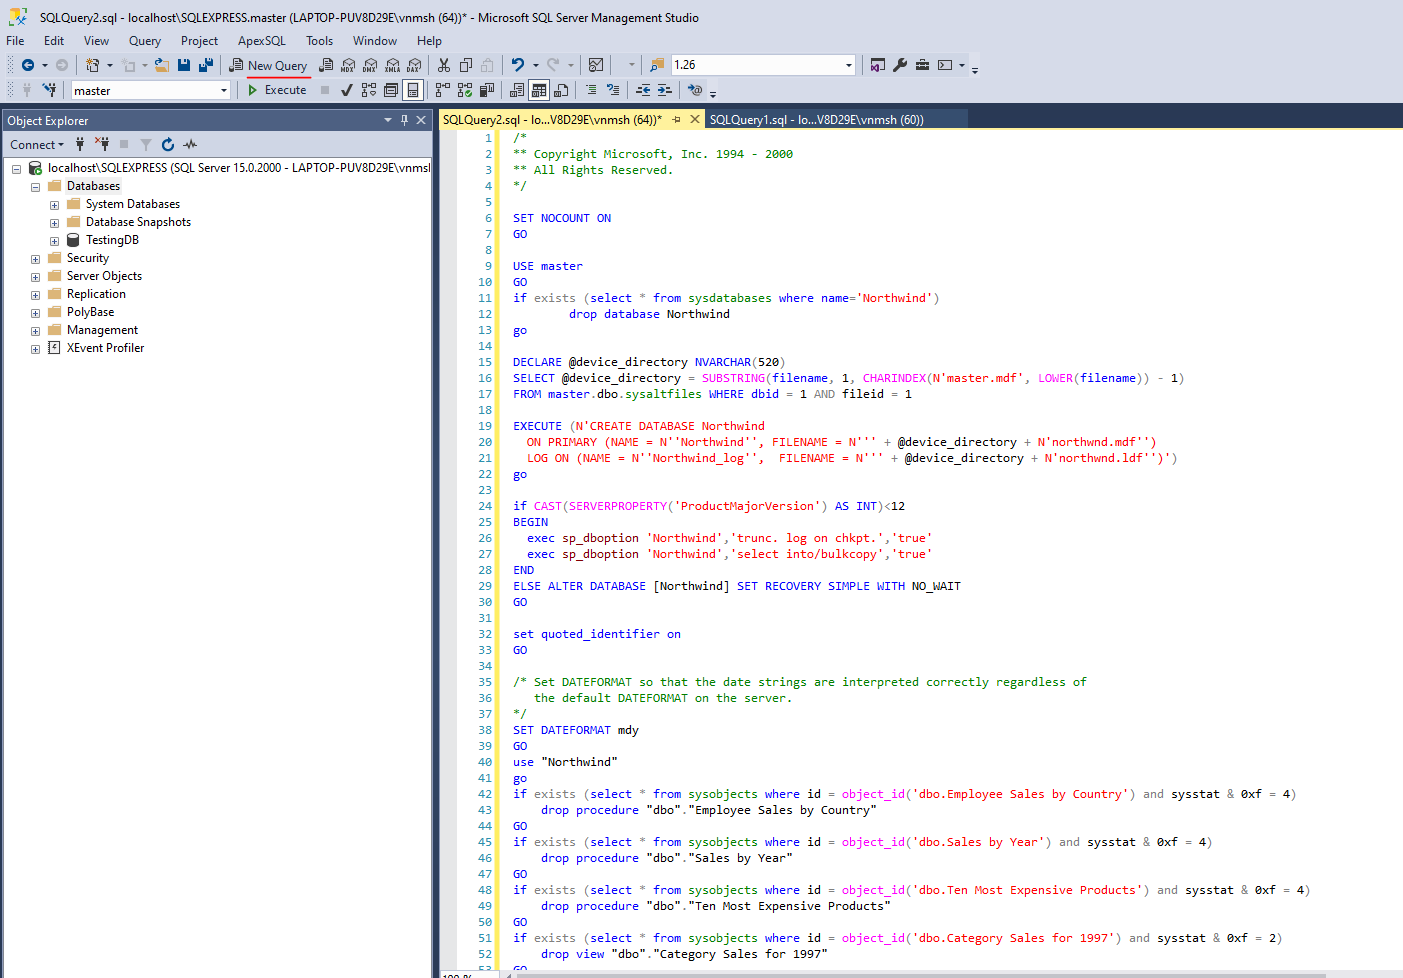 SQLQuery2.sql - localhost\SQLEXPRESS.master (LAPTOP-PUV8D29E\vnmsh (64))* - Microsoft SQL Server Management Studio
File Edit View Query Project ApexSQL Tools Window Help
New Query MDX DMX XMLA DAX 1.26
master Execute
Object Explorer
Connect
localhost\SQLEXPRESS (SQL Server 15.0.2000 - LAPTOP-PUV8D29E\vnmsh
Databases
System Databases
Database Snapshots
TestingDB
Security
Server Objects
Replication
PolyBase
Management
XEvent Profiler
SQLQuery2.sql - lo...V8D29E\vnmsh (64))* SQLQuery1.sql - lo...V8D29E\vnmsh (60))
1 /*
2 ** Copyright Microsoft, Inc. 1994 - 2000
3 ** All Rights Reserved.
4 */
5
6 SET NOCOUNT ON
7 GO
8
9 USE master
10 GO
11 if exists (select * from sysdatabases where name='Northwind')
12 drop database Northwind
13 go
14
15 DECLARE @device_directory NVARCHAR(520)
16 SELECT @device_directory = SUBSTRING(filename, 1, CHARINDEX(N'master.mdf', LOWER(filename)) - 1)
17 FROM master.dbo.sysaltfiles WHERE dbid = 1 AND fileid = 1
18
19 EXECUTE (N'CREATE DATABASE Northwind
20 ON PRIMARY (NAME = N''Northwind'', FILENAME = N''' + @device_directory + N'northwnd.mdf'')
21 LOG ON (NAME = N''Northwind_log'', FILENAME = N''' + @device_directory + N'northwnd.ldf'')')
22 go
23
24 if CAST(SERVERPROPERTY('ProductMajorVersion') AS INT)<12
25 BEGIN
26 exec sp_dboption 'Northwind','trunc. log on chkpt.','true'
27 exec sp_dboption 'Northwind','select into/bulkcopy','true'
28 END
29 ELSE ALTER DATABASE [Northwind] SET RECOVERY SIMPLE WITH NO_WAIT
30 GO
31
32 set quoted_identifier on
33 GO
34
35 /* Set DATEFORMAT so that the date strings are interpreted correctly regardless of
36 the default DATEFORMAT on the server.
37 */
38 SET DATEFORMAT mdy
39 GO
40 use "Northwind"
41 go
42 if exists (select * from sysobjects where id = object_id('dbo.Employee Sales by Country') and sysstat & 0xf = 4)
43 drop procedure "dbo"."Employee Sales by Country"
44 GO
45 if exists (select * from sysobjects where id = object_id('dbo.Sales by Year') and sysstat & 0xf = 4)
46 drop procedure "dbo"."Sales by Year"
47 GO
48 if exists (select * from sysobjects where id = object_id('dbo.Ten Most Expensive Products') and sysstat & 0xf = 4)
49 drop procedure "dbo"."Ten Most Expensive Products"
50 GO
51 if exists (select * from sysobjects where id = object_id('dbo.Category Sales for 1997') and sysstat & 0xf = 2)
52 drop view "dbo"."Category Sales for 1997"
53 GO
100 %